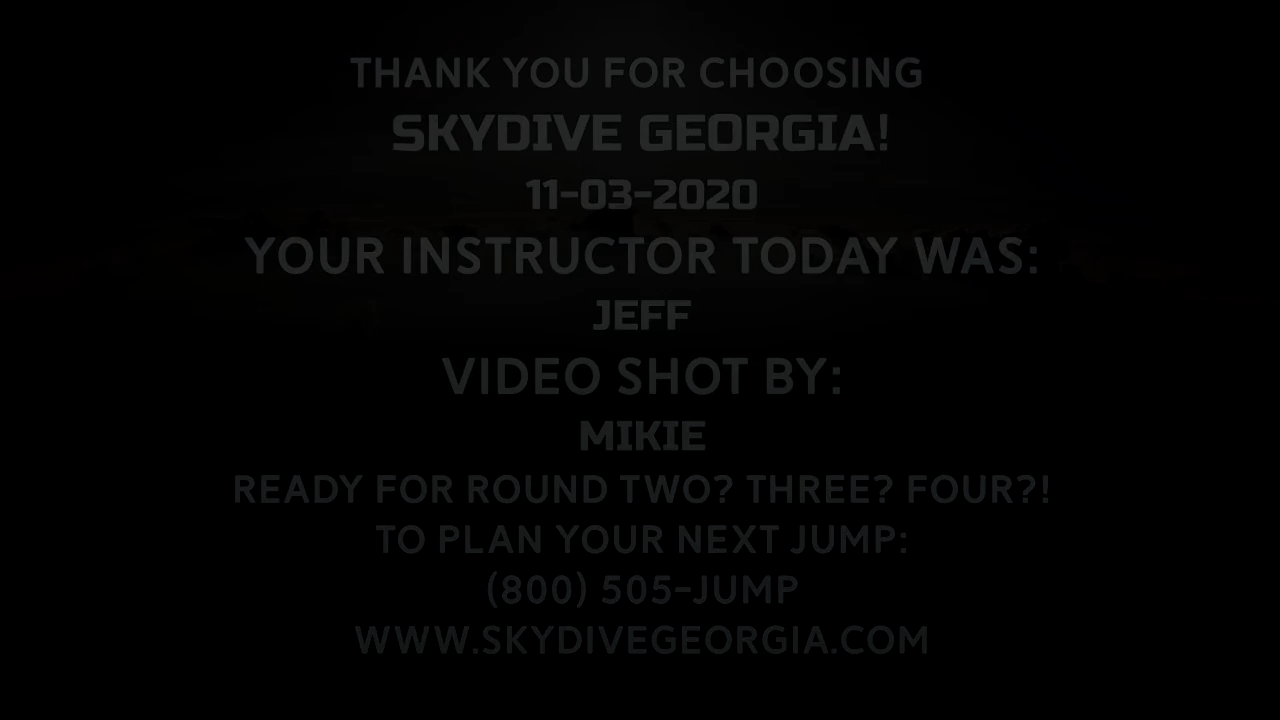 THANK YOU FOR CHOOSING
SKYDIVE GEORGIA!
11-03-2020
YOUR INSTRUCTOR TODAY WAS:
JEFF
VIDEO SHOT BY:
MIKIE
READY FOR ROUND TWO? THREE? FOUR?!
TO PLAN YOUR NEXT JUMP:
(800) 505-JUMP
WWW.SKYDIVEGEORGIA.COM